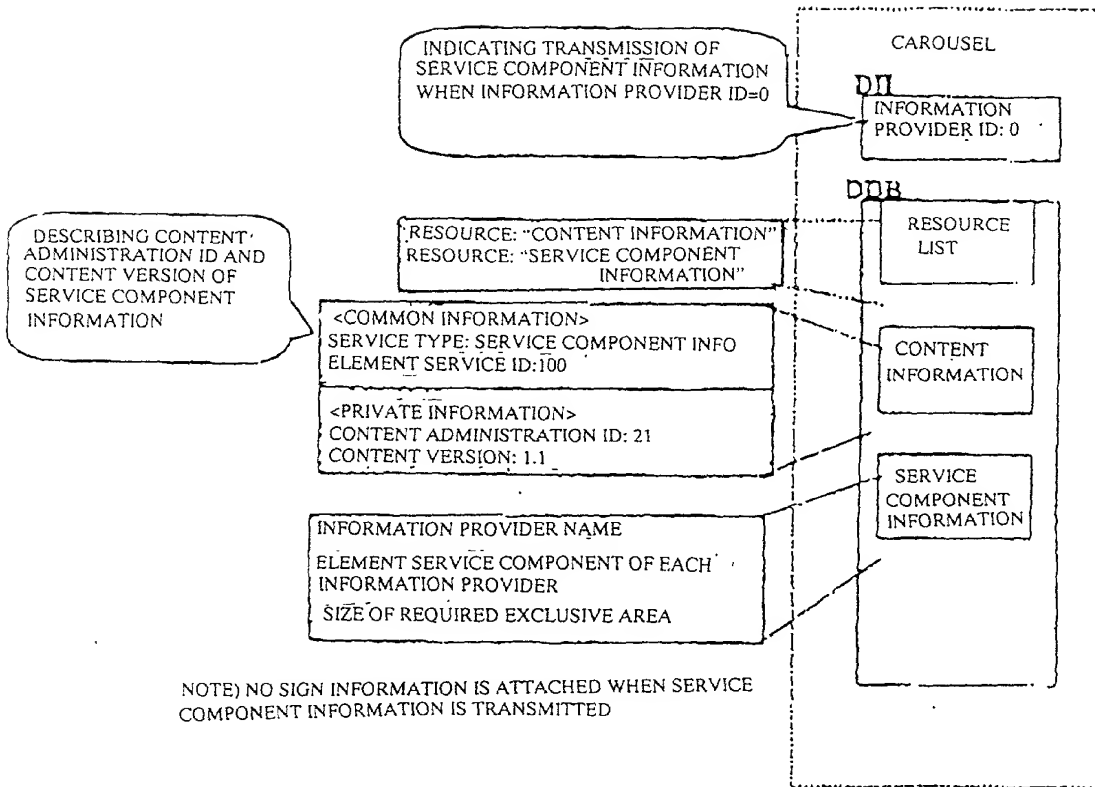 INDICATING TRANSMISSION OF
SERVICE COMPONENT INFORMATION
WHEN INFORMATION PROVIDER ID=0
CAROUSEL
DII
INFORMATION
PROVIDER ID: 0
DDB
RESOURCE
LIST
DESCRIBING CONTENT
ADMINISTRATION ID AND
CONTENT VERSION OF
SERVICE COMPONENT
INFORMATION
RESOURCE: "CONTENT INFORMATION"
RESOURCE: "SERVICE COMPONENT
INFORMATION"
<COMMON INFORMATION>
SERVICE TYPE: SERVICE COMPONENT INFO
ELEMENT SERVICE ID:100
<PRIVATE INFORMATION>
CONTENT ADMINISTRATION ID: 21
CONTENT VERSION: 1.1
CONTENT
INFORMATION
SERVICE
COMPONENT
INFORMATION
INFORMATION PROVIDER NAME
ELEMENT SERVICE COMPONENT OF EACH
INFORMATION PROVIDER
SIZE OF REQUIRED EXCLUSIVE AREA
NOTE) NO SIGN INFORMATION IS ATTACHED WHEN SERVICE
COMPONENT INFORMATION IS TRANSMITTED